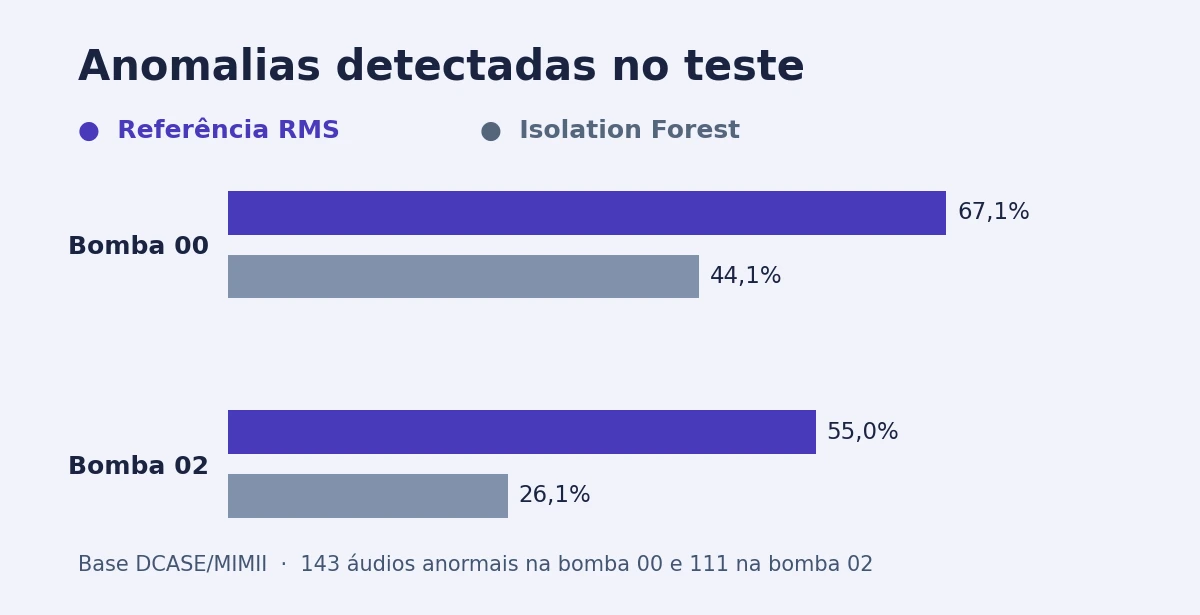 Anomalias detectadas no teste
● Referência RMS ● Isolation Forest
67,1%
Bomba 00
44,1%
55,0%
Bomba 02
26,1%
Base DCASE/MIMII · 143 áudios anormais na bomba 00 e 111 na bomba 02